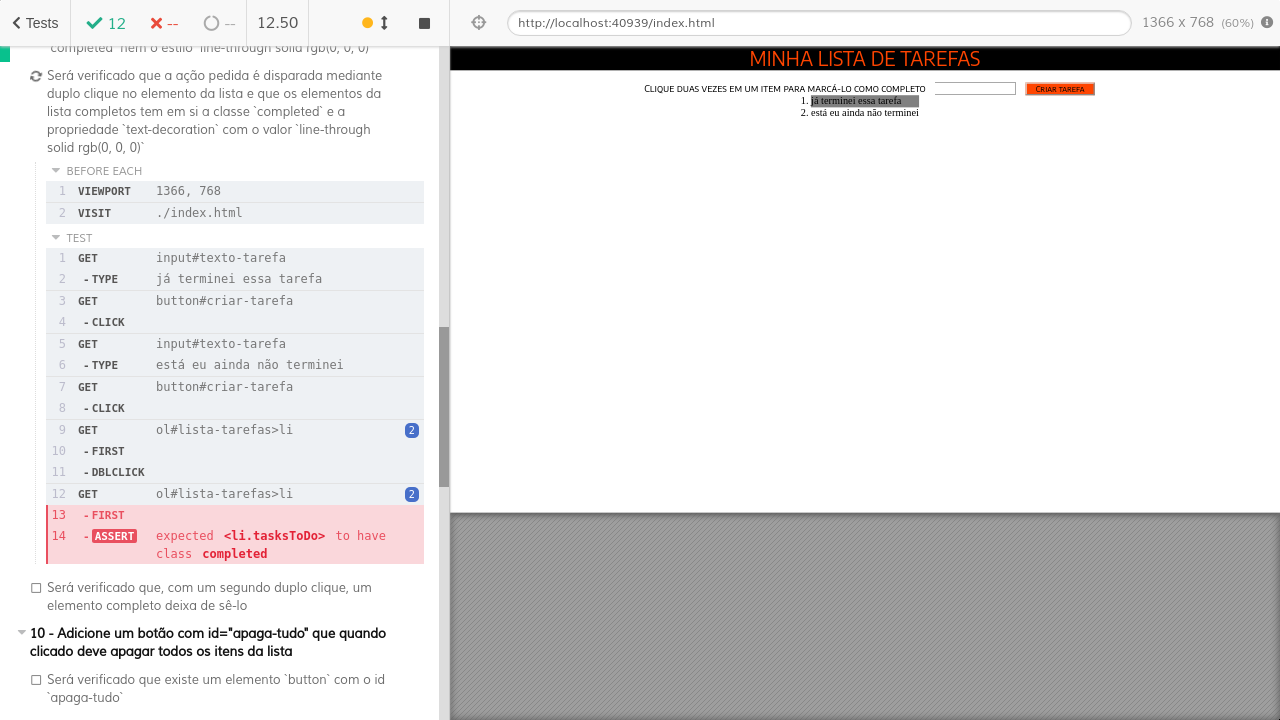 Tests
12
--
--
12.50
http://localhost:40939/index.html
1366 x 768 (60%)
`completed` nem o estilo `line-through solid rgb(0, 0, 0)`
Será verificado que a ação pedida é disparada mediante
duplo clique no elemento da lista e que os elementos da
lista completos tem em si a classe `completed` e a
propriedade `text-decoration` com o valor `line-through
solid rgb(0, 0, 0)`
BEFORE EACH
1 VIEWPORT 1366, 768
2 VISIT ./index.html
TEST
1 GET input#texto-tarefa
2 -TYPE já terminei essa tarefa
3 GET button#criar-tarefa
4 -CLICK
5 GET input#texto-tarefa
6 -TYPE está eu ainda não terminei
7 GET button#criar-tarefa
8 -CLICK
9 GET ol#lista-tarefas>li 2
10 -FIRST
11 -DBLCLICK
12 GET ol#lista-tarefas>li 2
13 -FIRST
14 -ASSERT expected <li.tasksToDo> to have
class completed
Será verificado que, com um segundo duplo clique, um
elemento completo deixa de sê-lo
10 - Adicione um botão com id="apaga-tudo" que quando
clicado deve apagar todos os itens da lista
Será verificado que existe um elemento `button` com o id
`apaga-tudo`
MINHA LISTA DE TAREFAS
CLIQUE DUAS VEZES EM UM ITEM PARA MARCÁ-LO COMO COMPLETO
CRIAR TAREFA
1. já terminei essa tarefa
2. está eu ainda não terminei